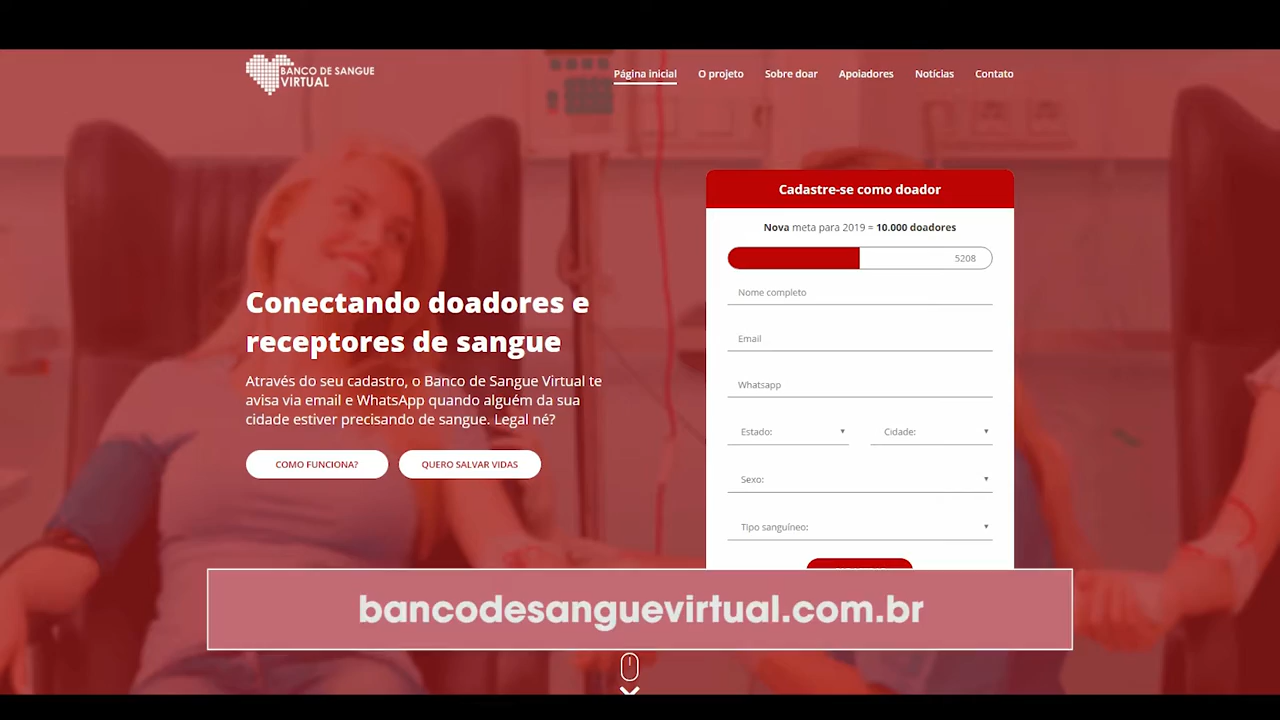 BANCO DE SANGUE
VIRTUAL
Página inicial
O projeto
Sobre doar
Apoiadores
Notícias
Contato
Conectando doadores e
receptores de sangue
Através do seu cadastro, o Banco de Sangue Virtual te
avisa via email e WhatsApp quando alguém da sua
cidade estiver precisando de sangue. Legal né?
COMO FUNCIONA?
QUERO SALVAR VIDAS
Cadastre-se como doador
Nova meta para 2019 = 10.000 doadores
5208
Nome completo
Email
Whatsapp
Estado:
Cidade:
Sexo:
Tipo sanguíneo:
bancodesanguevirtual.com.br